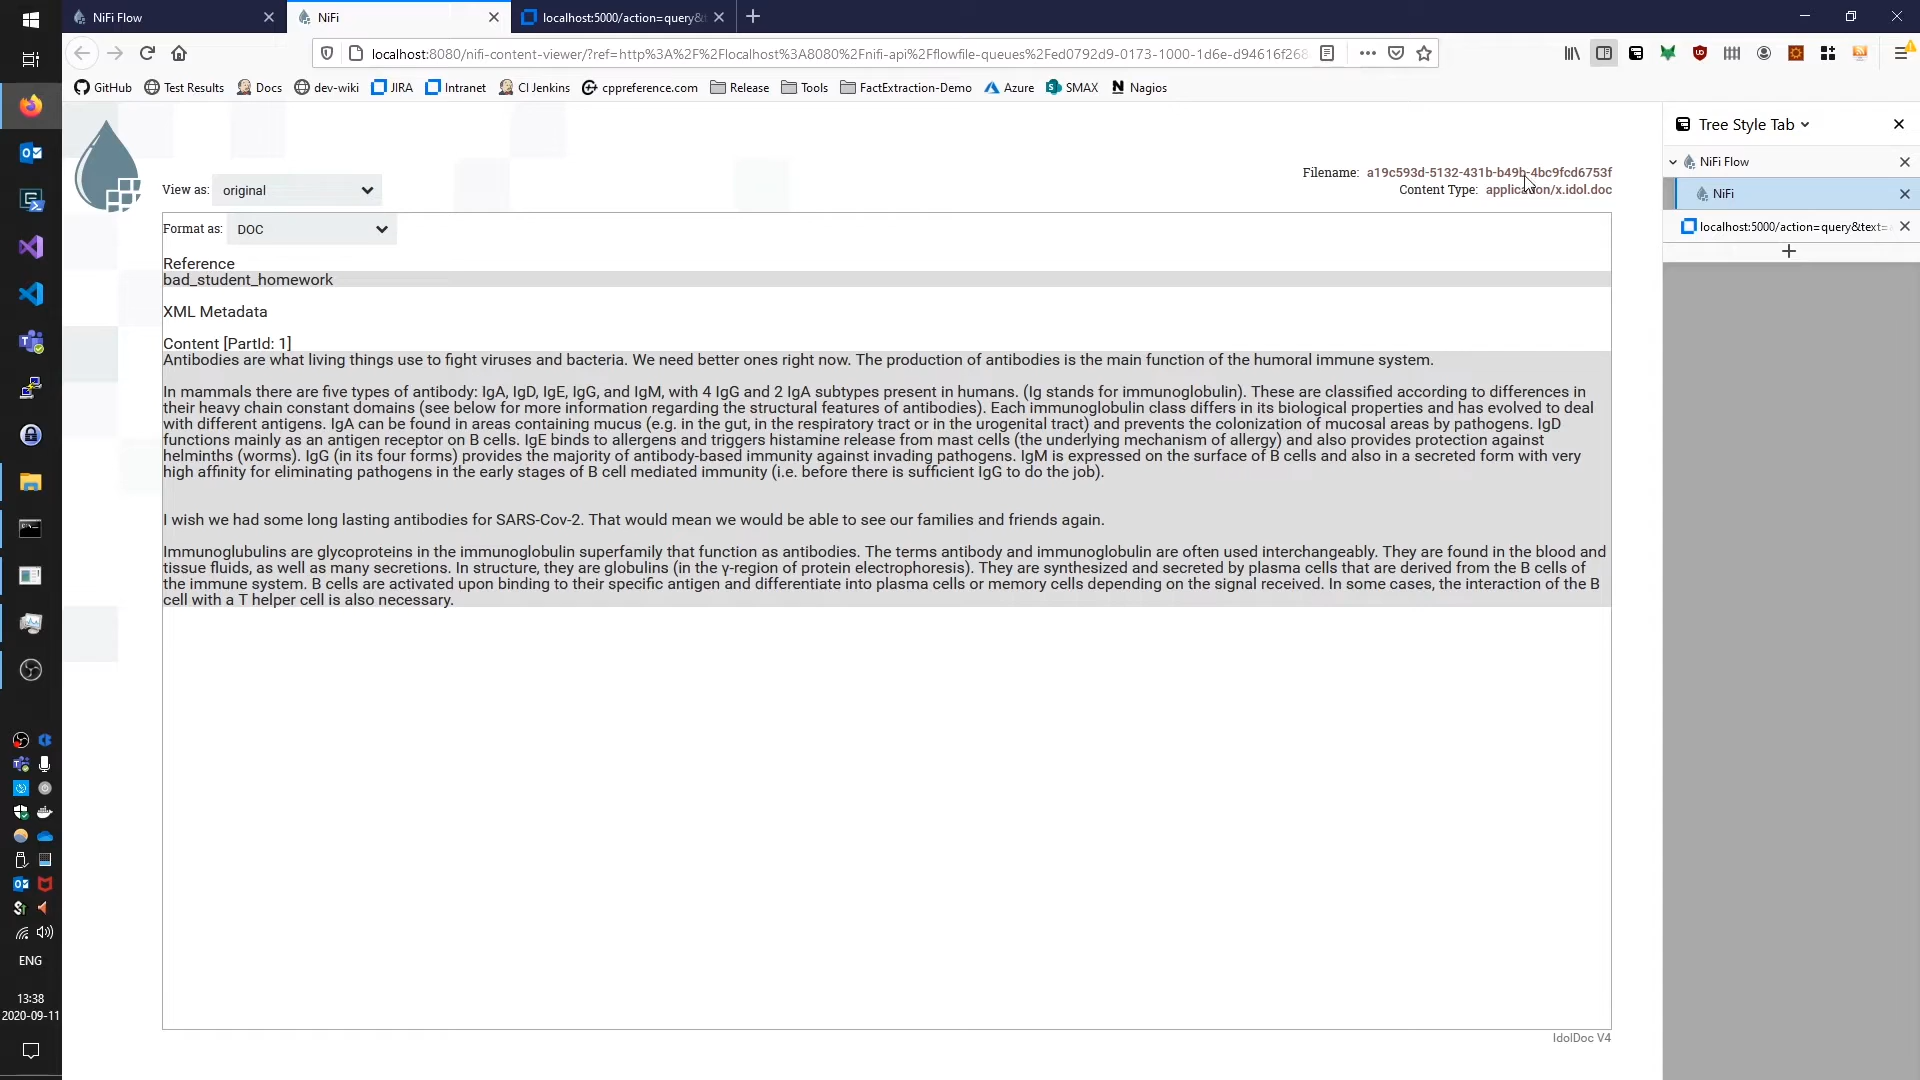 NiFi Flow
NiFi
localhost:5000/action=query&t
localhost:8080/nifi-content-viewer/?ref=http%3A%2F%2Flocalhost%3A8080%2Fnifi-api%2Fflowfile-queues%2Fed0792d9-0173-1000-1d6e-d94616f268
GitHub
Test Results
Docs
dev-wiki
JIRA
Intranet
CI Jenkins
cppreference.com
Release
Tools
FactExtraction-Demo
Azure
SMAX
Nagios
View as:
original
Filename: a19c593d-5132-431b-b49b-4bc9fcd6753f
Content Type: application/x.idol.doc
Format as:
DOC
Reference
bad_student_homework
XML Metadata
Content [PartId: 1]
Antibodies are what living things use to fight viruses and bacteria. We need better ones right now. The production of antibodies is the main function of the humoral immune system.
In mammals there are five types of antibody: IgA, IgD, IgE, IgG, and IgM, with 4 IgG and 2 IgA subtypes present in humans. (Ig stands for immunoglobulin). These are classified according to differences in
their heavy chain constant domains (see below for more information regarding the structural features of antibodies). Each immunoglobulin class differs in its biological properties and has evolved to deal
with different antigens. IgA can be found in areas containing mucus (e.g. in the gut, in the respiratory tract or in the urogenital tract) and prevents the colonization of mucosal areas by pathogens. IgD
functions mainly as an antigen receptor on B cells. IgE binds to allergens and triggers histamine release from mast cells (the underlying mechanism of allergy) and also provides protection against
helminths (worms). IgG (in its four forms) provides the majority of antibody-based immunity against invading pathogens. IgM is expressed on the surface of B cells and also in a secreted form with very
high affinity for eliminating pathogens in the early stages of B cell mediated immunity (i.e. before there is sufficient IgG to do the job).
I wish we had some long lasting antibodies for SARS-Cov-2. That would mean we would be able to see our families and friends again.
Immunoglubulins are glycoproteins in the immunoglobulin superfamily that function as antibodies. The terms antibody and immunoglobulin are often used interchangeably. They are found in the blood and
tissue fluids, as well as many secretions. In structure, they are globulins (in the γ-region of protein electrophoresis). They are synthesized and secreted by plasma cells that are derived from the B cells of
the immune system. B cells are activated upon binding to their specific antigen and differentiate into plasma cells or memory cells depending on the signal received. In some cases, the interaction of the B
cell with a T helper cell is also necessary.
IdolDoc V4
Tree Style Tab
NiFi Flow
NiFi
localhost:5000/action=query&text=
ENG
13:38
2020-09-11